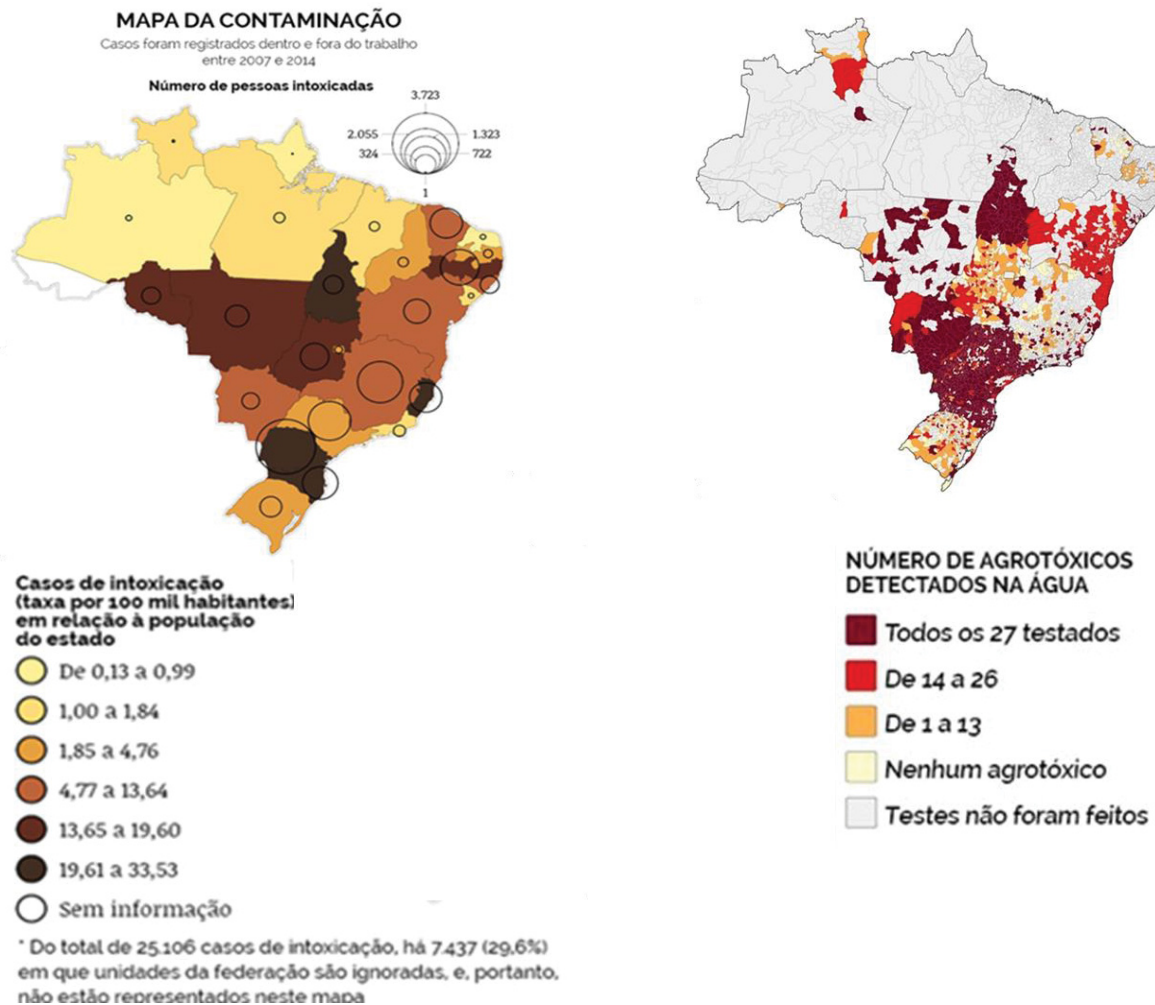 MAPA DA CONTAMINAÇÃO
Casos foram registrados dentro e fora do trabalho
entre 2007 e 2014
Número de pessoas intoxicadas
3.723
2.055
1.323
324
722
1
Casos de intoxicação
(taxa por 100 mil habitantes)
em relação à população
do estado
De 0,13 a 0,99
1,00 a 1,84
1,85 a 4,76
4,77 a 13,64
13,65 a 19,60
19,61 a 33,53
Sem informação
* Do total de 25.106 casos de intoxicação, há 7.437 (29,6%)
em que unidades da federação são ignoradas, e, portanto,
não estão representados neste mapa
NÚMERO DE AGROTÓXICOS
DETECTADOS NA ÁGUA
Todos os 27 testados
De 14 a 26
De 1 a 13
Nenhum agrotóxico
Testes não foram feitos